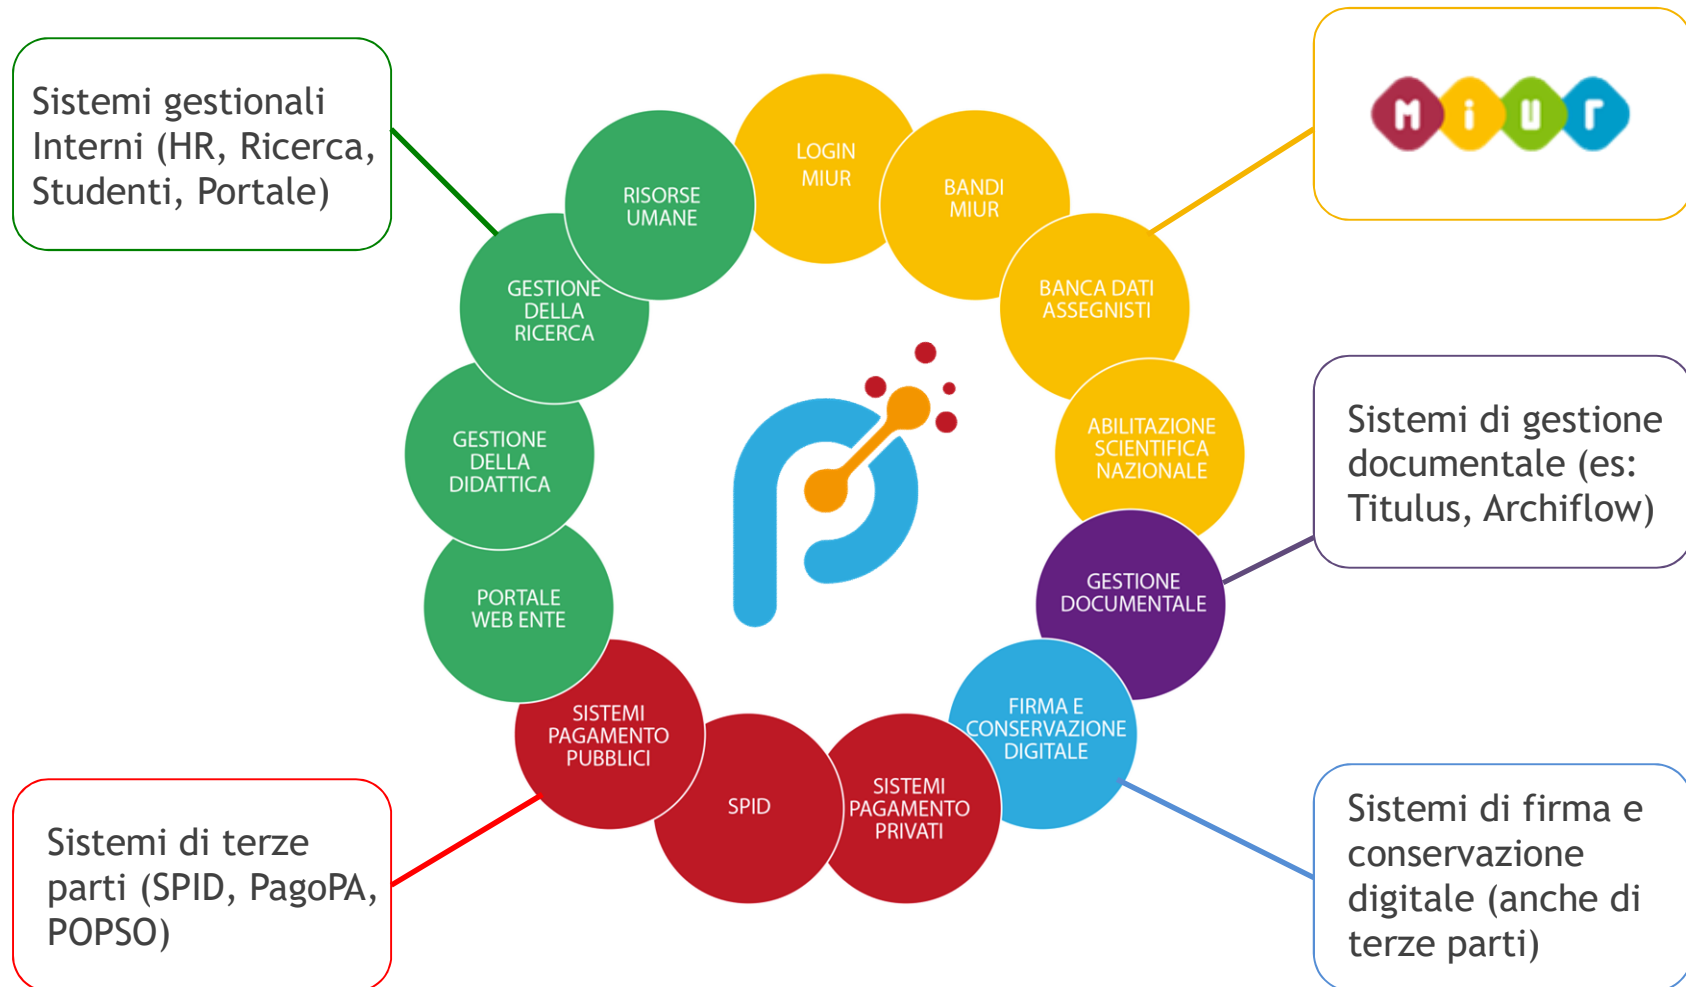 Sistemi gestionali
Interni (HR, Ricerca,
Studenti, Portale)
miur
LOGIN
MIUR
BANDI
MIUR
RISORSE
UMANE
BANCA DATI
ASSEGNISTI
GESTIONE
DELLA
RICERCA
ABILITAZIONE
SCIENTIFICA
NAZIONALE
GESTIONE
DELLA
DIDATTICA
Sistemi di gestione
documentale (es:
Titulus, Archiflow)
GESTIONE
DOCUMENTALE
PORTALE
WEB ENTE
FIRMA E
CONSERVAZIONE
DIGITALE
SISTEMI
PAGAMENTO
PUBBLICI
SPID
SISTEMI
PAGAMENTO
PRIVATI
Sistemi di terze
parti (SPID, PagoPA,
POPSO)
Sistemi di firma e
conservazione
digitale (anche di
terze parti)